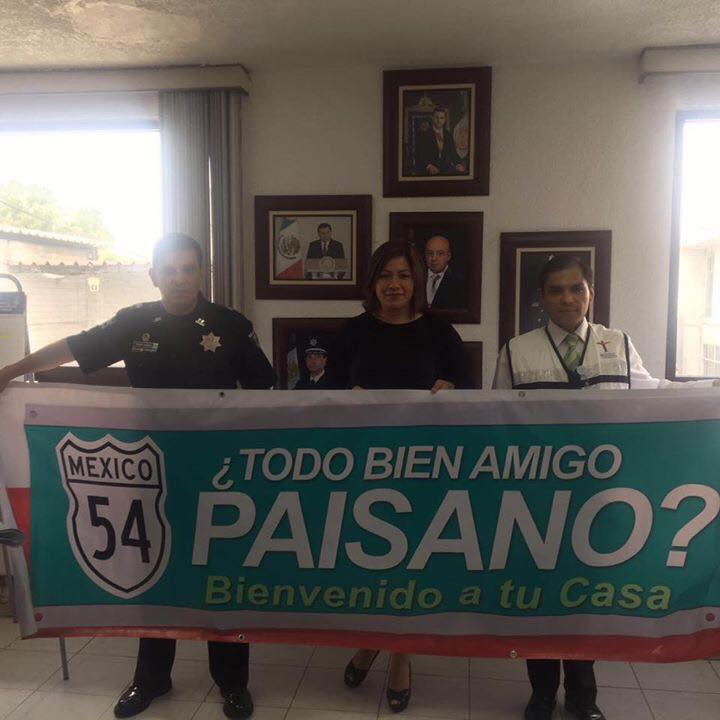 MEXICO
54
¿TODO BIEN AMIGO
PAISANO?
Bienvenido a tu Casa